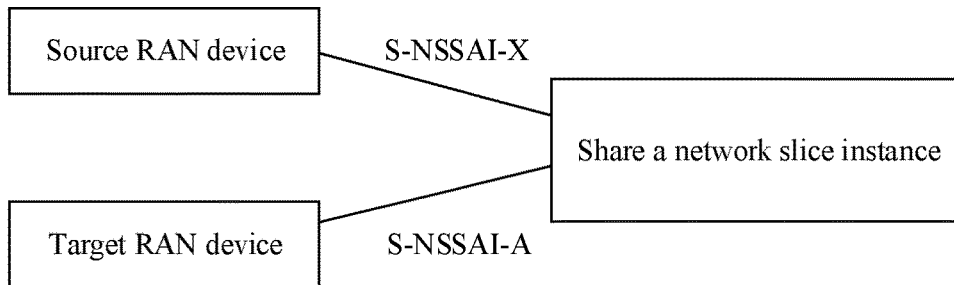 Source RAN device
S-NSSAI-X
Share a network slice instance
Target RAN device
S-NSSAI-A